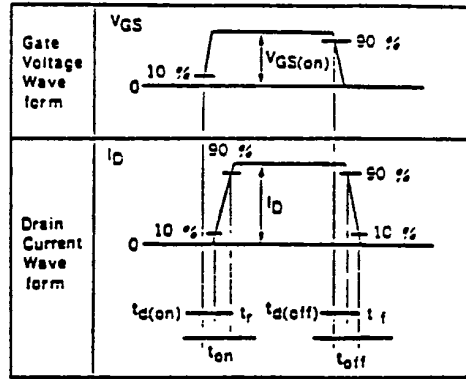 Gate
Voltage
Wave
form
VGS
10 %
90 %
VGS(on)
0
Drain
Current
Wave
form
ID
90 %
90 %
10 %
ID
10 %
0
td(on) tr td(off) tf
ton toff